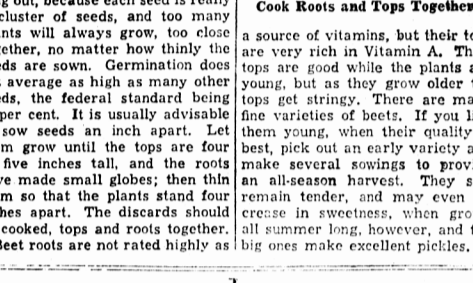 out, because each seed is really
cluster of seeds, and too many
nts will always grow, too close
ether, no matter how thinly the
ds are sown. Germination does
average as high as many other
ds, the federal standard being
per cent. It is usually advisable
sow seeds an inch apart. Let
m grow until the tops are four
five inches tall, and the roots
ve made small globes; then thin
m so that the plants stand four
hes apart. The discards should
cooked, tops and roots together.
Beet roots are not rated highly as
Cook Roots and Tops Together
a source of vitamins, but their to
are very rich in Vitamin A. Th
tops are good while the plants a
young, but as they grow older t
tops get stringy. There are ma
fine varieties of beets. If you li
them young, when their quality
best, pick out an early variety a
make several sowings to provi
an all-season harvest. They s
remain tender, and may even
crease in sweetness, when gro
all summer long, however, and t
big ones make excellent pickles.